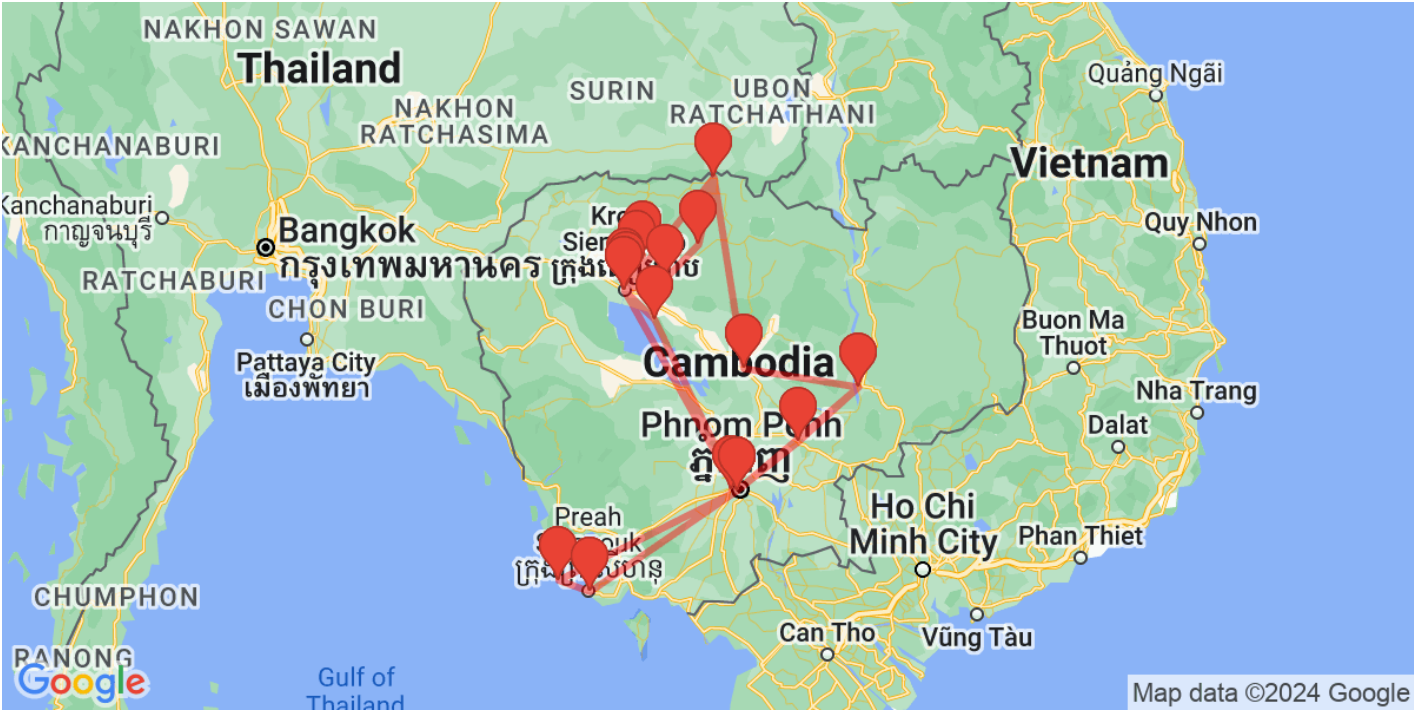 NAKHON SAWAN
Thailand
SURIN
UBON
RATCHATHANI
NAKHON
RATCHASIMA
KANCHANABURI
Quảng Ngãi
Vietnam
Kanchanaburi
กาญจนบุรี
Bangkok
กรุงเทพมหานคร
RATCHABURI
CHON BURI
Quy Nhon
Pattaya City
เมืองพัทยา
Cambodia
Buon Ma
Thuot
Nha Trang
Dalat
Phnom Penh
Ho Chi
Minh City
Phan Thiet
Preah
CHUMPHON
RANONG
Can Tho
Vũng Tàu
Gulf of
Thailand
Google
Map data ©2024 Google